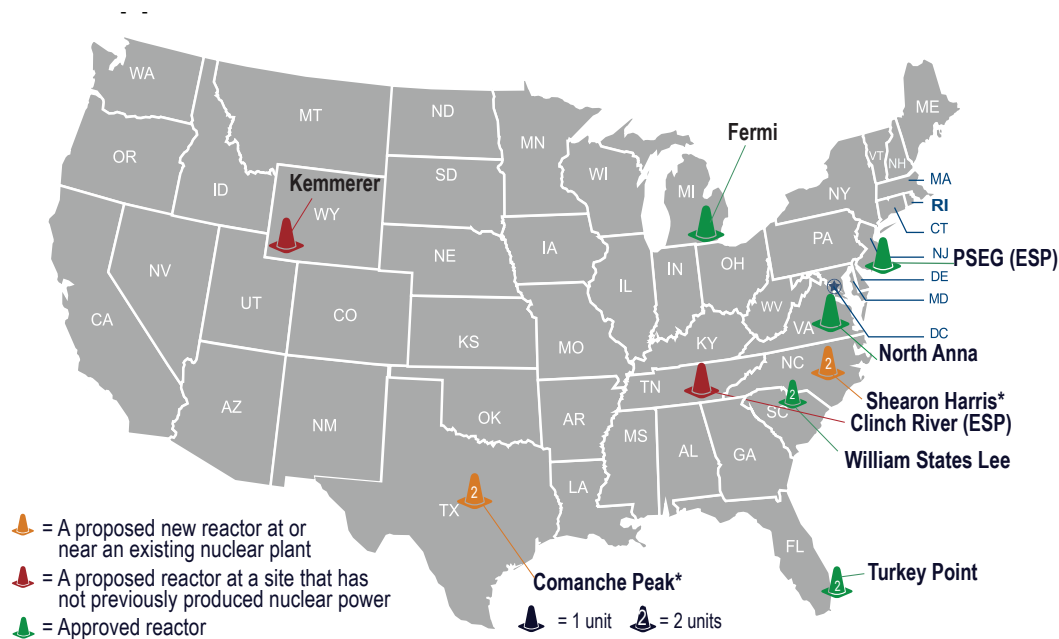 - -
WA
MT
ND
MN
ME
Fermi
OR
ID
Kemmerer
WY
SD
WI
MI
VT
NH
NY
MA
RI
CT
NV
NE
IA
PA
NJ
PSEG (ESP)
CA
UT
CO
IL
IN
OH
DE
MD
KS
MO
WV
VA
DC
KY
North Anna
AZ
NM
OK
AR
TN
NC
2
Shearon Harris*
Clinch River (ESP)
SC
2
William States Lee
MS
AL
GA
TX
2
LA
FL
2
Turkey Point
= A proposed new reactor at or
near an existing nuclear plant
= A proposed reactor at a site that has
not previously produced nuclear power
= Approved reactor
Comanche Peak*
= 1 unit
2
= 2 units